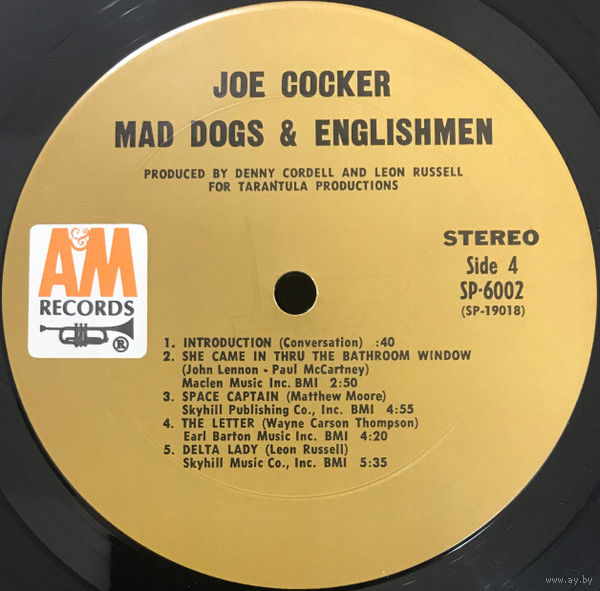 JOE COCKER
MAD DOGS & ENGLISHMEN
PRODUCED BY DENNY CORDELL AND LEON RUSSELL
FOR TARANTULA PRODUCTIONS
A&M
RECORDS
®
STEREO
Side 4
SP-6002
(SP-19018)
1. INTRODUCTION (Conversation) :40
2. SHE CAME IN THRU THE BATHROOM WINDOW
(John Lennon - Paul McCartney)
Maclen Music Inc. BMI 2:50
3. SPACE CAPTAIN (Matthew Moore)
Skyhill Publishing Co., Inc. BMI 4:55
4. THE LETTER (Wayne Carson Thompson)
Earl Barton Music Inc. BMI 4:20
5. DELTA LADY (Leon Russell)
Skyhill Music Co., Inc. BMI 5:35
www.ay.by